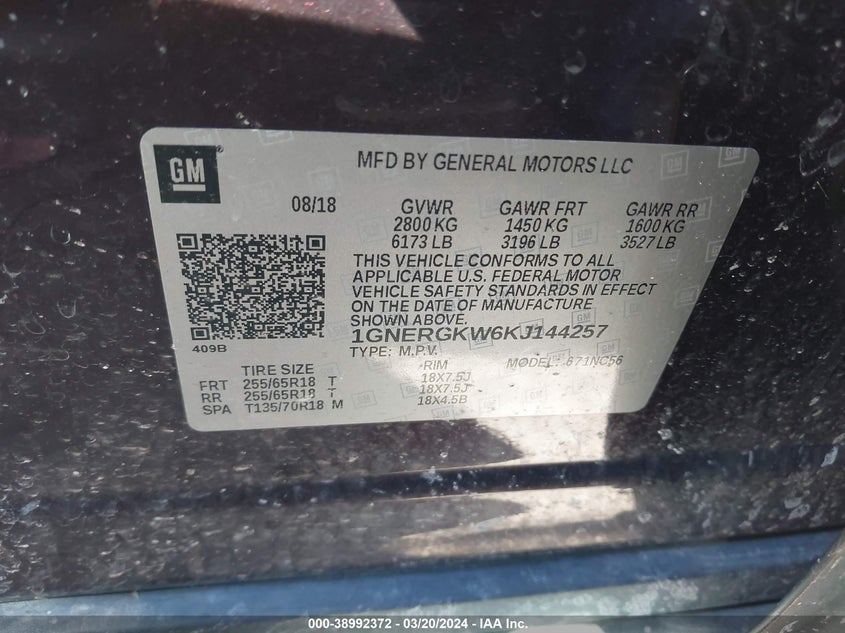 GM
MFD BY GENERAL MOTORS LLC
08/18 GVWR GAWR FRT GAWR RR
2800 KG 1450 KG 1600 KG
6173 LB 3196 LB 3527 LB
THIS VEHICLE CONFORMS TO ALL
APPLICABLE U.S. FEDERAL MOTOR
VEHICLE SAFETY STANDARDS IN EFFECT
ON THE DATE OF MANUFACTURE
SHOWN ABOVE.
1GNERGKW6KJ144257
409B
TYPE: M.P.V. MODEL: 671NC56
TIRE SIZE RIM
FRT 255/65R18 T 18X7.5J
RR 255/65R18 T 18X7.5J
SPA T135/70R18 M 18X4.5B
000-38992372 / 03/20/2024 - IAA Inc.